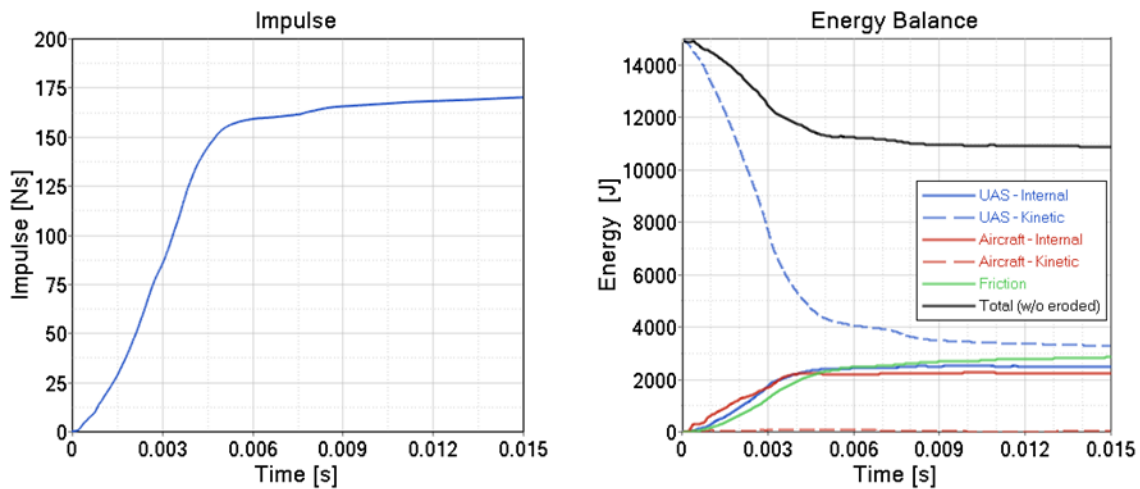 Impulse
200
175
150
125
100
75
50
25
0
Impulse [Ns]
0 0.003 0.006 0.009 0.012 0.015
Time [s]
Energy Balance
14000
12000
10000
8000
6000
4000
2000
0
Energy [J]
UAS - Internal
UAS - Kinetic
Aircraft - Internal
Aircraft - Kinetic
Friction
Total (w/o eroded)
0 0.003 0.006 0.009 0.012 0.015
Time [s]